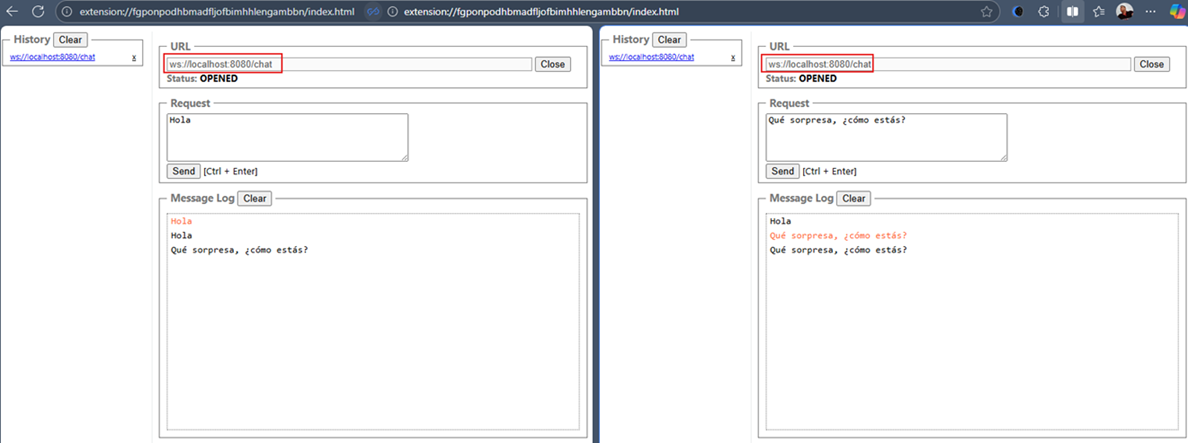 extension://fgponpodhbmadfljofbimhhlengambbn/index.html
extension://fgponpodhbmadfljofbimhhlengambbn/index.html
History Clear
ws://localhost:8080/chat x
URL
ws://localhost:8080/chat Close
Status: OPENED
Request
Hola
Send [Ctrl + Enter]
Message Log Clear
Hola
Hola
Qué sorpresa, ¿cómo estás?
History Clear
ws://localhost:8080/chat x
URL
ws://localhost:8080/chat Close
Status: OPENED
Request
Qué sorpresa, ¿cómo estás?
Send [Ctrl + Enter]
Message Log Clear
Hola
Qué sorpresa, ¿cómo estás?
Qué sorpresa, ¿cómo estás?